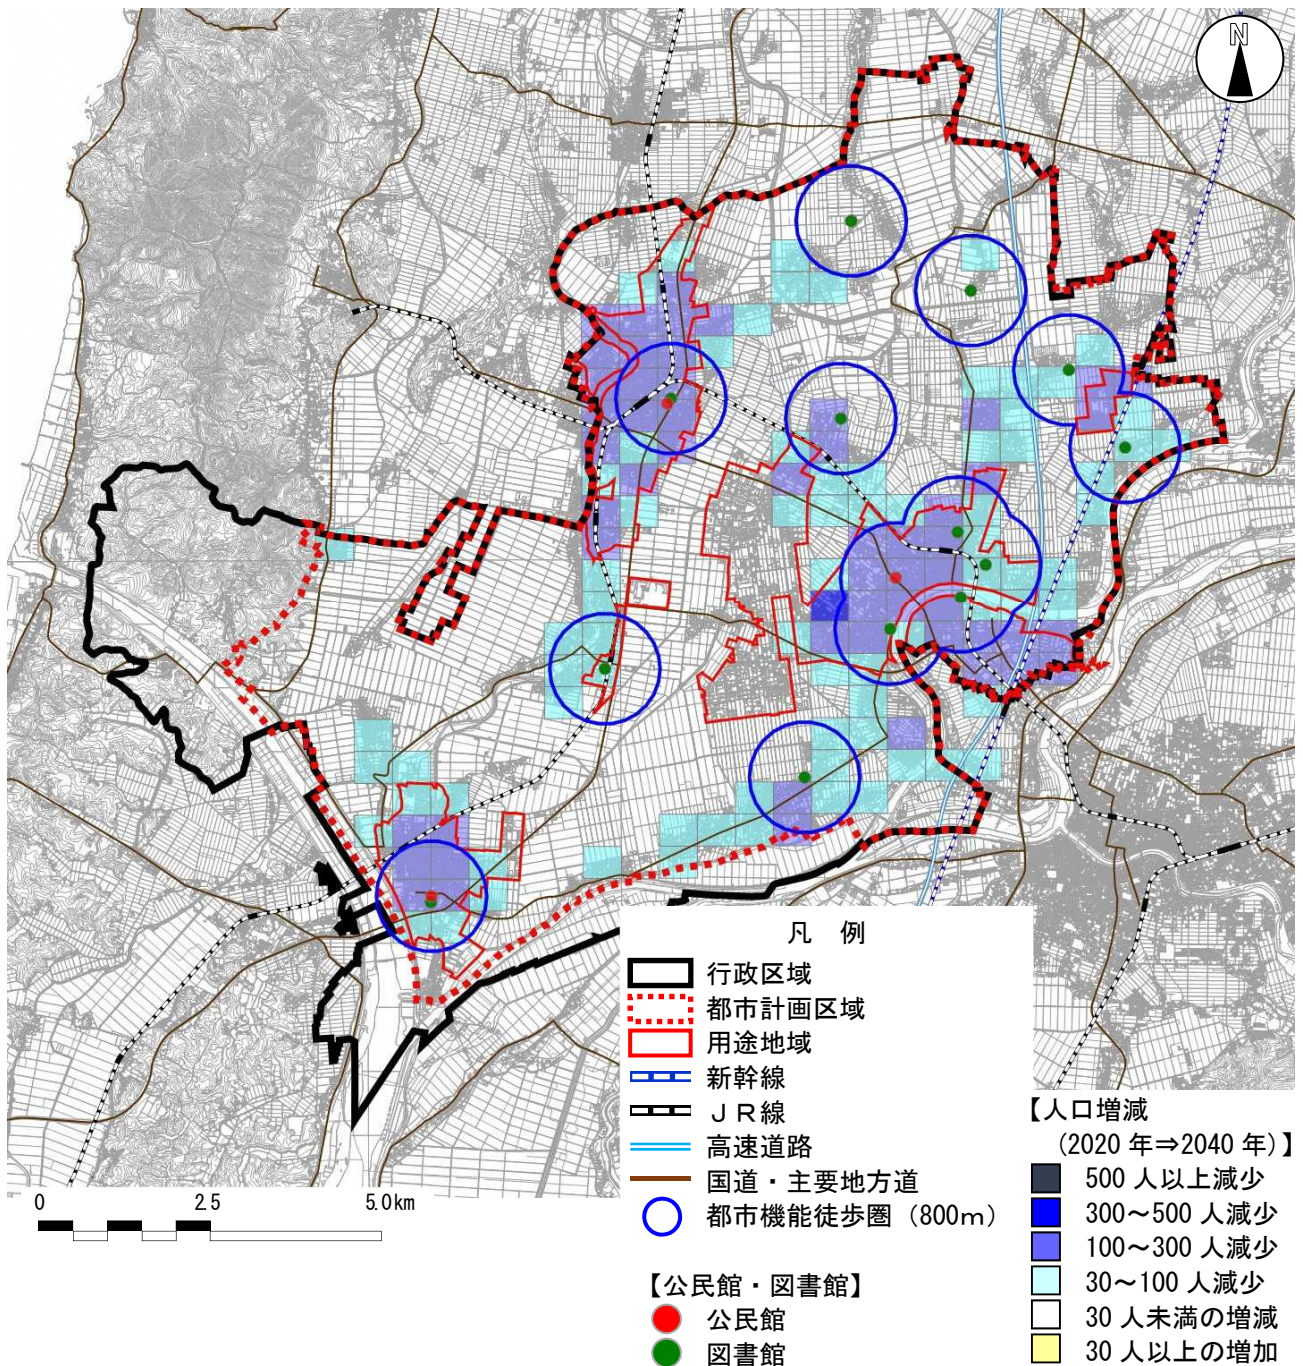 N
凡 例
行政区域
都市計画区域
用途地域
新幹線
ＪＲ線
高速道路
国道・主要地方道
都市機能徒歩圏（800ｍ）
【公民館・図書館】
公民館
図書館
【人口増減
（2020 年⇒2040 年）】
500 人以上減少
300～500 人減少
100～300 人減少
30～100 人減少
30 人未満の増減
30 人以上の増加
0 2.5 5.0km